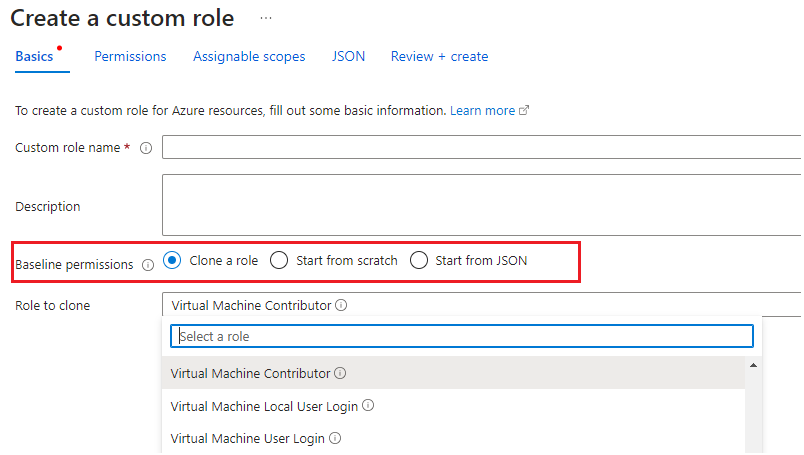 Create a custom role ...
Basics Permissions Assignable scopes JSON Review + create
To create a custom role for Azure resources, fill out some basic information. Learn more
Custom role name *
Description
Baseline permissions Clone a role Start from scratch Start from JSON
Role to clone Virtual Machine Contributor
Select a role
Virtual Machine Contributor
Virtual Machine Local User Login
Virtual Machine User Login